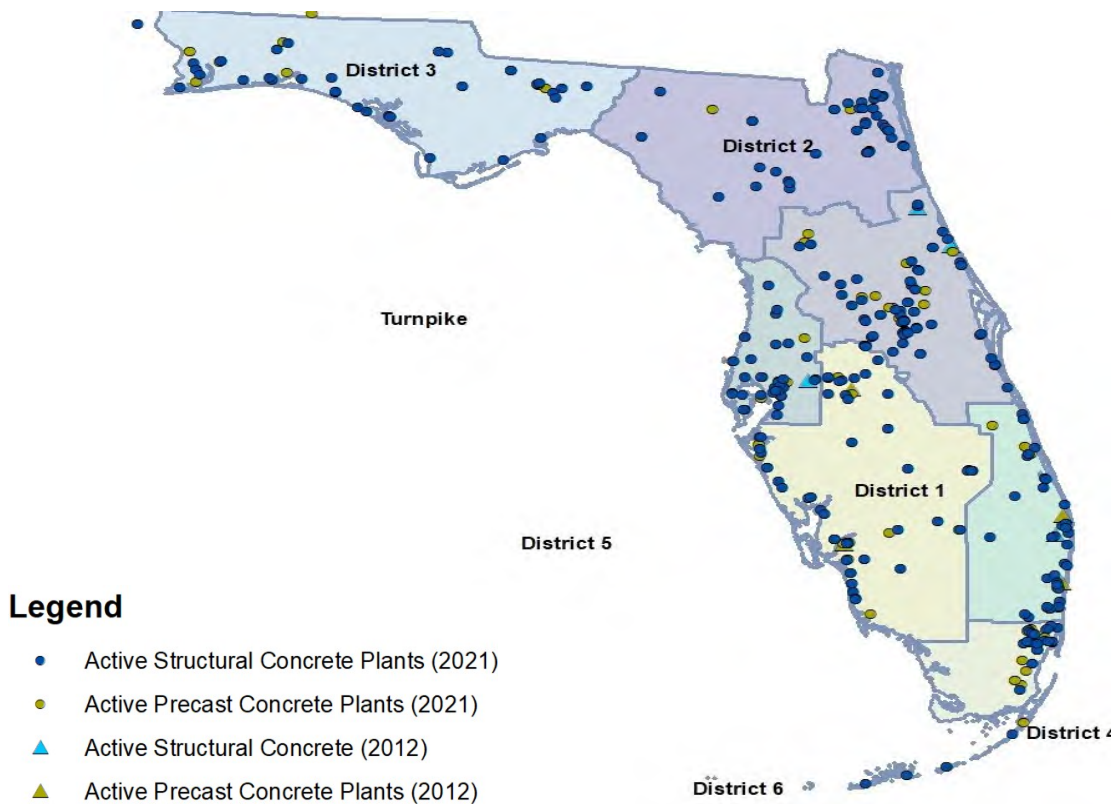 District 3
District 2
Turnpike
District 1
District 5
Legend
Active Structural Concrete Plants (2021)
Active Precast Concrete Plants (2021)
Active Structural Concrete (2012)
Active Precast Concrete Plants (2012)
District 4
District 6